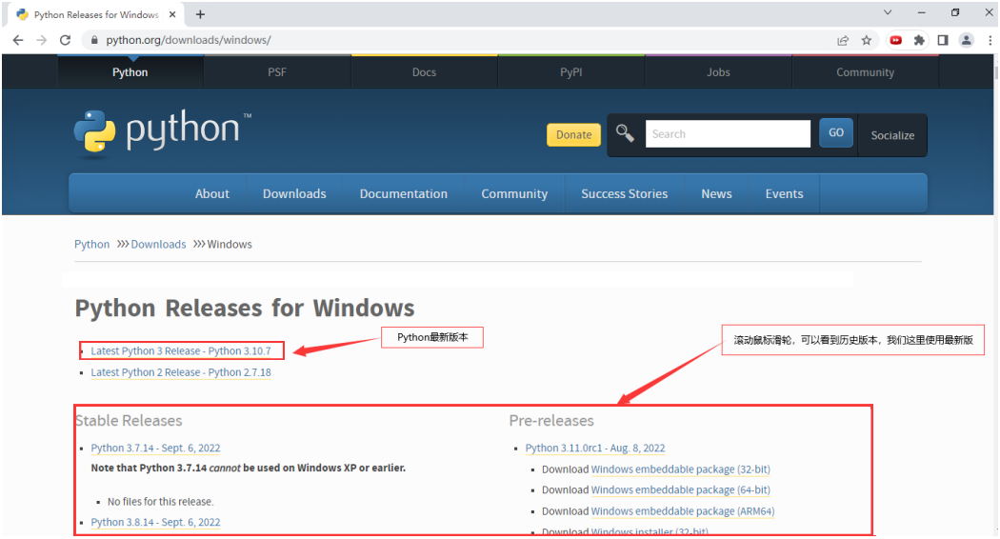 Python Releases for Windows
python.org/downloads/windows/
Python PSF Docs PyPI Jobs Community
python™
Donate Search GO Socialize
About Downloads Documentation Community Success Stories News Events
Python >>> Downloads >>> Windows
Python Releases for Windows
Python最新版本
滚动鼠标滑轮，可以看到历史版本，我们这里使用最新版
Latest Python 3 Release - Python 3.10.7
Latest Python 2 Release - Python 2.7.18
Stable Releases
Python 3.7.14 - Sept. 6, 2022
Note that Python 3.7.14 cannot be used on Windows XP or earlier.
No files for this release.
Python 3.8.14 - Sept. 6, 2022
Pre-releases
Python 3.11.0rc1 - Aug. 8, 2022
Download Windows embeddable package (32-bit)
Download Windows embeddable package (64-bit)
Download Windows embeddable package (ARM64)
Download Windows installer (32-bit)